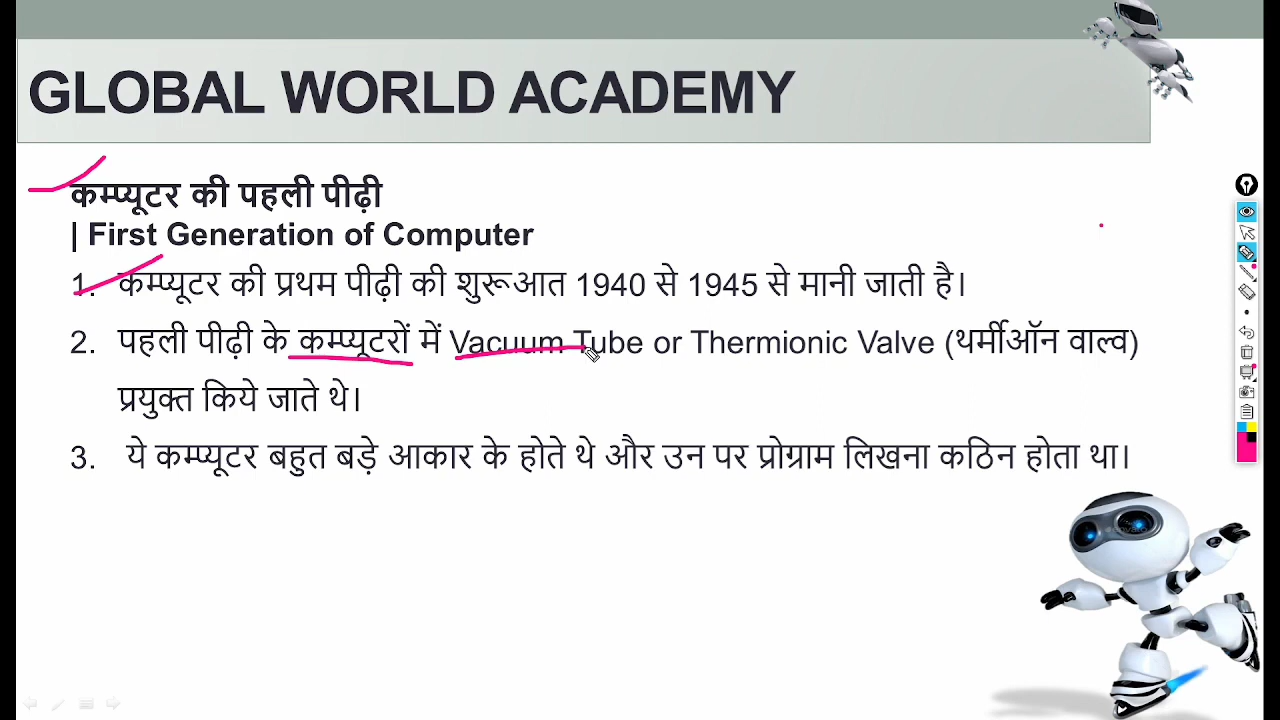 GLOBAL WORLD ACADEMY
कम्प्यूटर की पहली पीढ़ी
| First Generation of Computer
1. कम्प्यूटर की प्रथम पीढ़ी की शुरूआत 1940 से 1945 से मानी जाती है।
2. पहली पीढ़ी के कम्प्यूटरों में Vacuum Tube or Thermionic Valve (थर्मीऑन वाल्व)
प्रयुक्त किये जाते थे।
3. ये कम्प्यूटर बहुत बड़े आकार के होते थे और उन पर प्रोग्राम लिखना कठिन होता था।